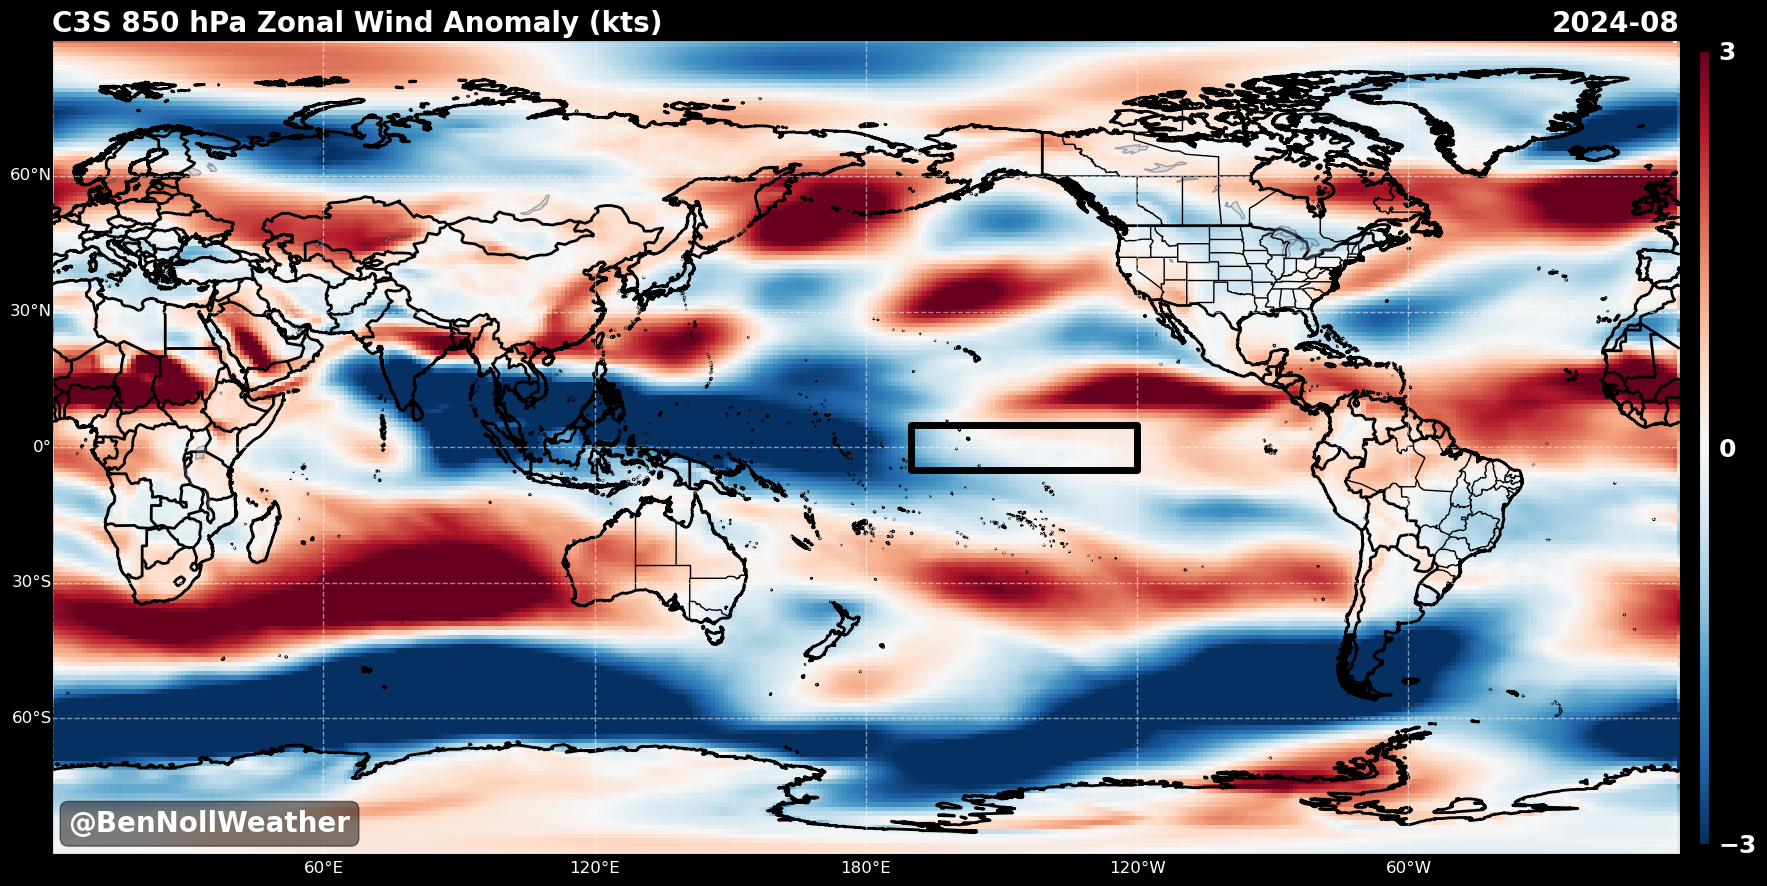 C3S 850 hPa Zonal Wind Anomaly (kts) 2024-08
3
60°N
30°N
0° 0
30°S
60°S
@BenNollWeather
−3
60°E 120°E 180°E 120°W 60°W